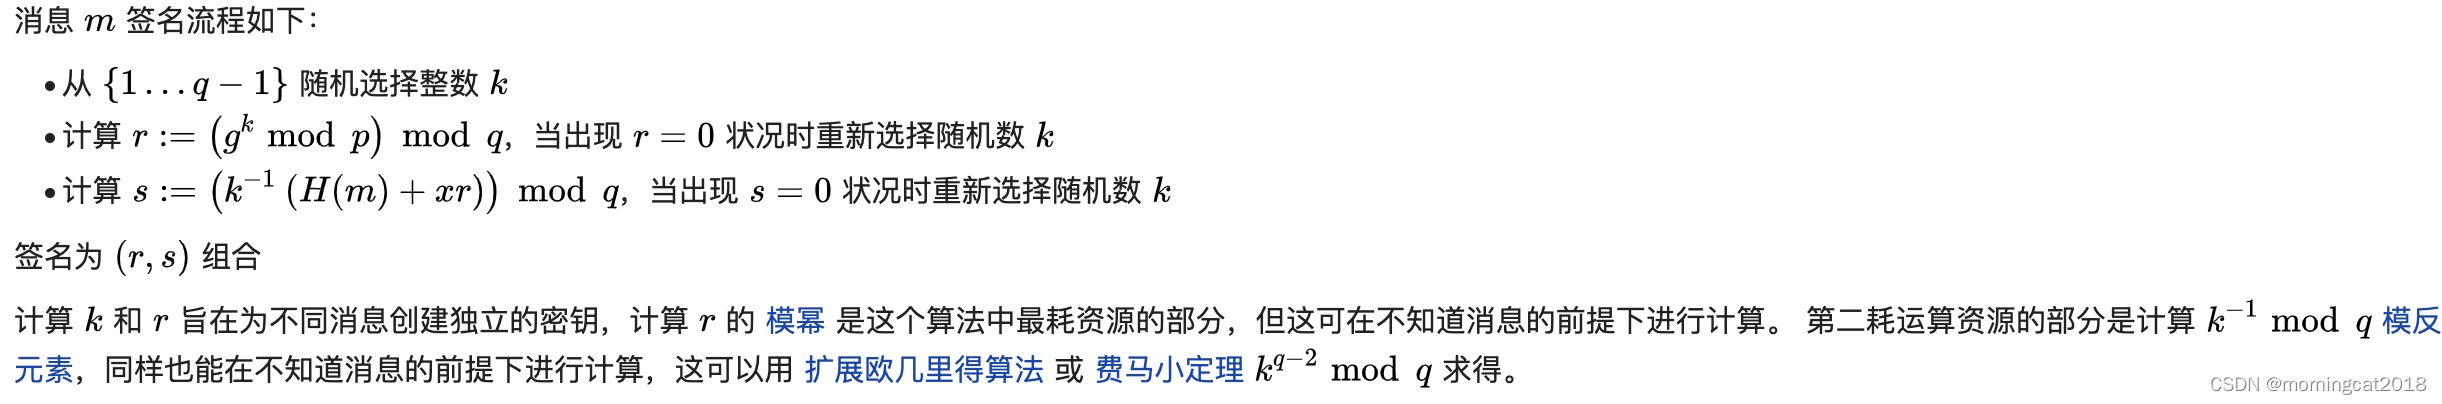 消息 m 签名流程如下：
• 从 {1 … q − 1} 随机选择整数 k
• 计算 r := (g^k mod p) mod q，当出现 r = 0 状况时重新选择随机数 k
• 计算 s := (k^{−1} (H(m) + xr)) mod q，当出现 s = 0 状况时重新选择随机数 k
签名为 (r, s) 组合
计算 k 和 r 旨在为不同消息创建独立的密钥，计算 r 的 模幂 是这个算法中最耗资源的部分，但这可在不知道消息的前提下进行计算。 第二耗运算资源的部分是计算 k^{−1} mod q 模反
元素，同样也能在不知道消息的前提下进行计算，这可以用 扩展欧几里得算法 或 费马小定理 k^{q−2} mod q 求得。
CSDN @morningcat2018